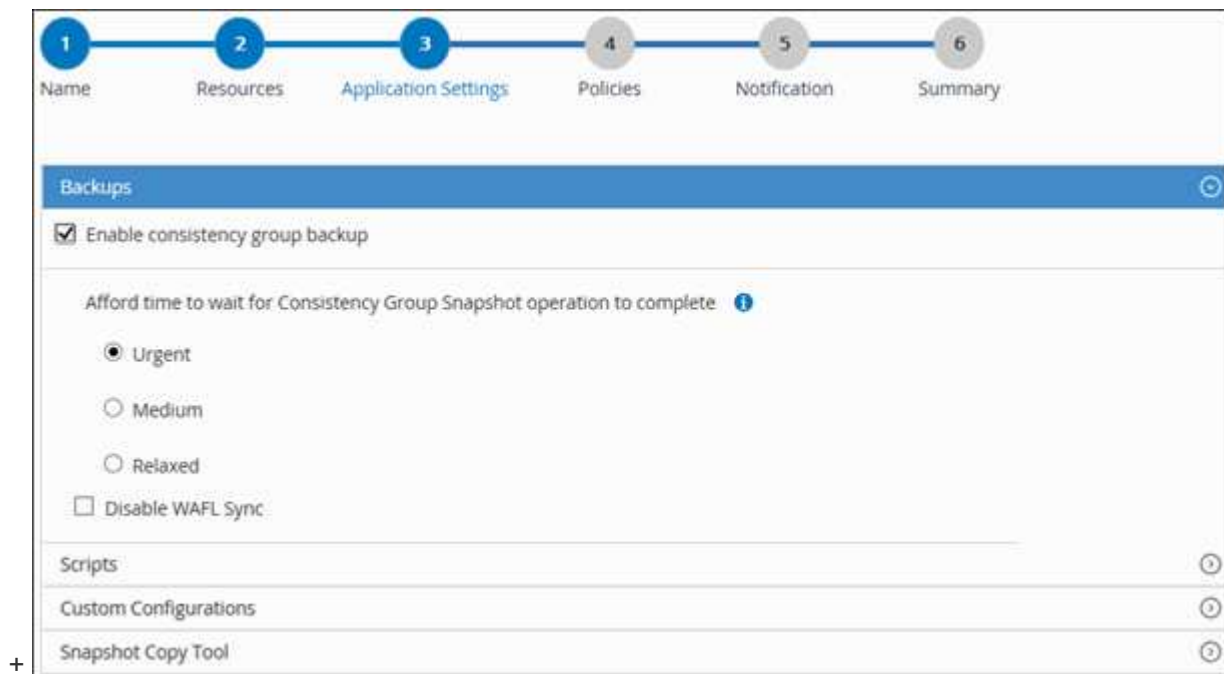 1 2 3 4 5 6
Name Resources Application Settings Policies Notification Summary
Backups
Enable consistency group backup
Afford time to wait for Consistency Group Snapshot operation to complete i
Urgent
Medium
Relaxed
Disable WAFL Sync
Scripts
Custom Configurations
Snapshot Copy Tool
+